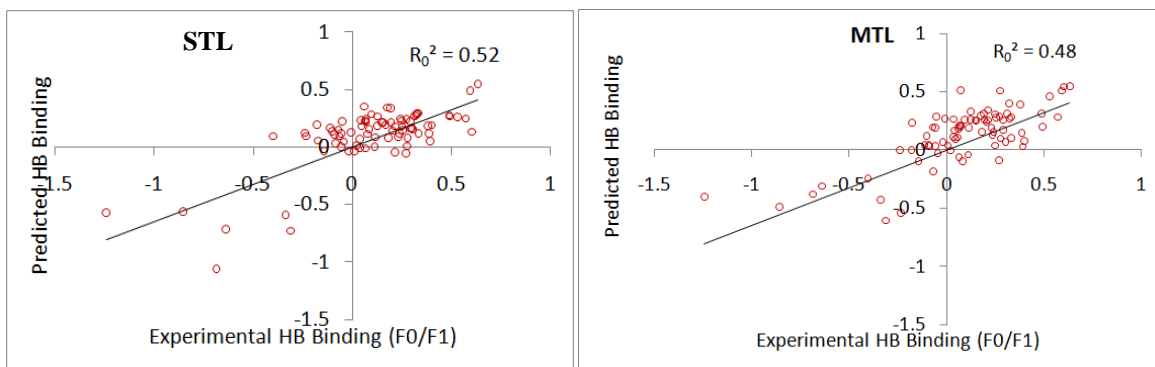 STL
R₀² = 0.52
1
0.5
0
-0.5
-1
-1.5
-1.5 -1 -0.5 0 0.5 1
Predicted HB Binding
Experimental HB Binding (F0/F1)
MTL
R₀² = 0.48
1
0.5
0
-0.5
-1
-1.5
-1.5 -1 -0.5 0 0.5 1
Predicted HB Binding
Experimental HB Binding (F0/F1)